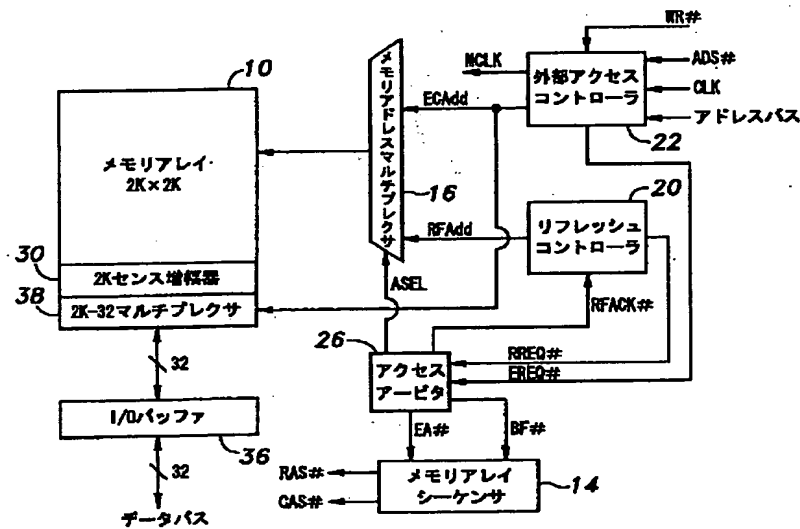 WR#
10
MCLK
外部アクセス
コントローラ
ADS#
CLK
アドレスバス
22
ECAdd
メモリアドレスマルチプレクサ
メモリアレイ
2K×2K
16
20
リフレッシュ
コントローラ
RFAdd
30
2Kセンス増幅器
38
2K-32マルチプレクサ
ASEL
RFACK#
26
アクセス
アービタ
RREQ#
EREQ#
32
I/Oバッファ
36
EA#
BF#
32
RAS#
CAS#
メモリアレイ
シーケンサ
14
データバス